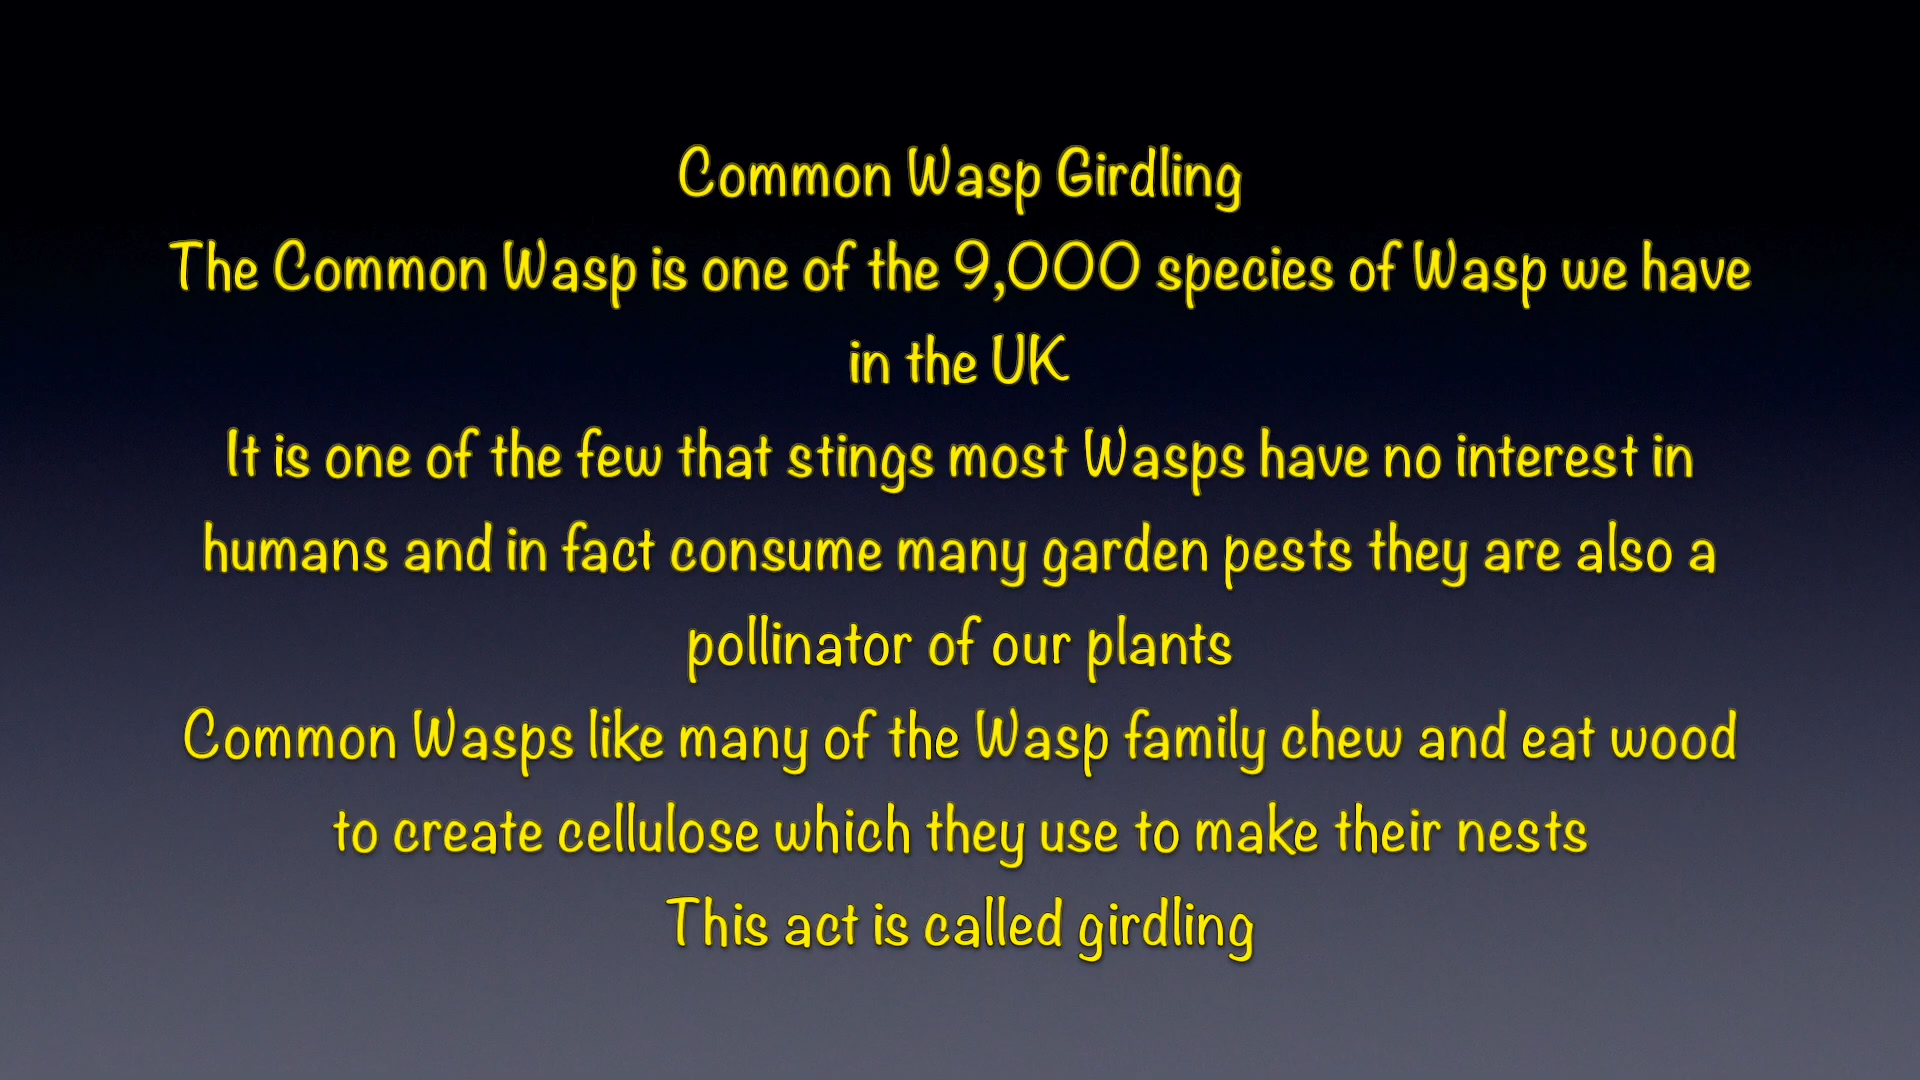 Common Wasp Girdling
The Common Wasp is one of the 9,000 species of Wasp we have
in the UK
It is one of the few that stings most Wasps have no interest in
humans and in fact consume many garden pests they are also a
pollinator of our plants
Common Wasps like many of the Wasp family chew and eat wood
to create cellulose which they use to make their nests
This act is called girdling